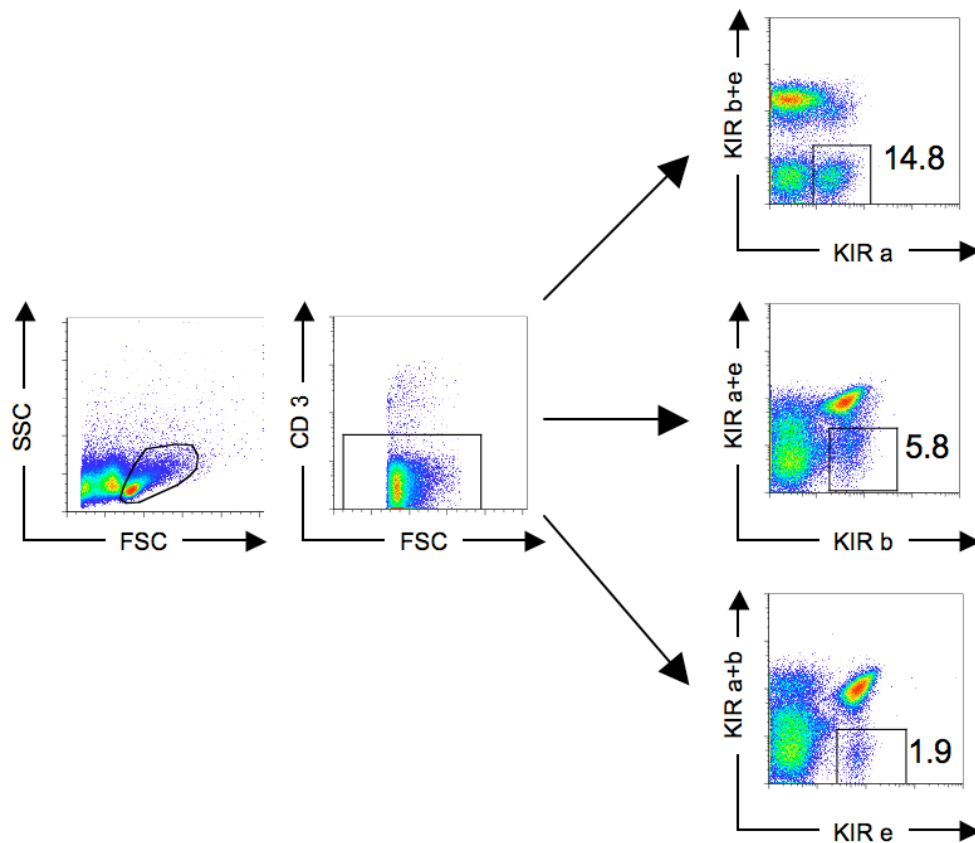 SSC
FSC
CD 3
FSC
KIR b+e
14.8
KIR a
KIR a+e
5.8
KIR b
KIR a+b
1.9
KIR e